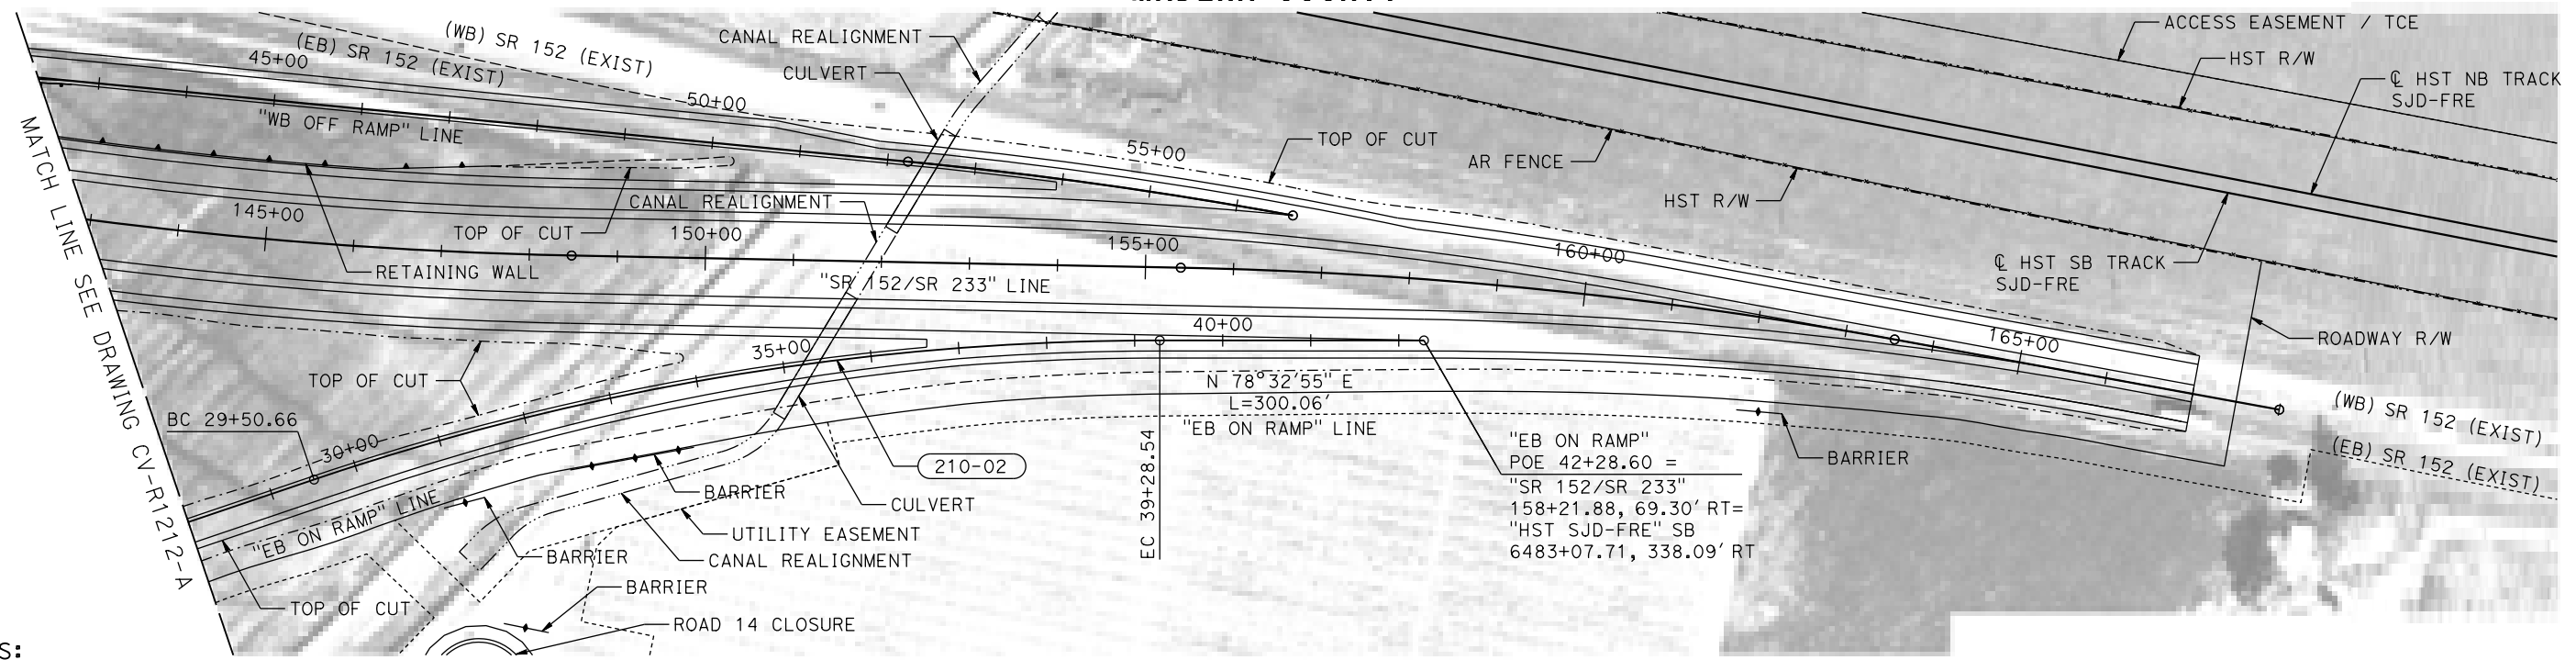 (WB) SR 152 (EXIST)
(EB) SR 152 (EXIST)
45+00
CANAL REALIGNMENT
CULVERT
50+00
"WB OFF RAMP" LINE
ACCESS EASEMENT / TCE
HST R/W
℄ HST NB TRACK
SJD-FRE
TOP OF CUT
55+00
AR FENCE
HST R/W
CANAL REALIGNMENT
145+00
TOP OF CUT
150+00
155+00
160+00
RETAINING WALL
"SR 152/SR 233" LINE
℄ HST SB TRACK
SJD-FRE
MATCH LINE SEE DRAWING CV-R1212-A
40+00
165+00
ROADWAY R/W
35+00
TOP OF CUT
N 78°32'55" E
L=300.06'
"EB ON RAMP" LINE
BC 29+50.66
30+00
EC 39+28.54
(WB) SR 152 (EXIST)
(EB) SR 152 (EXIST)
"EB ON RAMP"
POE 42+28.60 =
"SR 152/SR 233"
158+21.88, 69.30' RT=
"HST SJD-FRE" SB
6483+07.71, 338.09' RT
BARRIER
210-02
BARRIER
CULVERT
"EB ON RAMP" LINE
UTILITY EASEMENT
BARRIER
CANAL REALIGNMENT
BARRIER
TOP OF CUT
ROAD 14 CLOSURE
S: